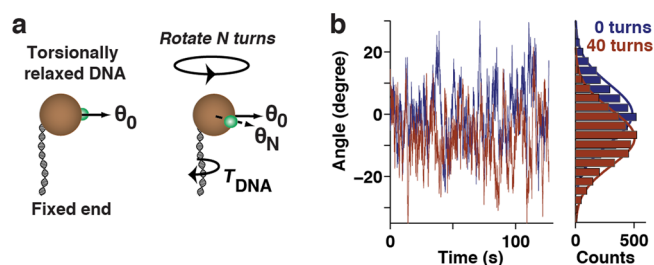 a
Torsionally
relaxed DNA
θ0
Fixed end
Rotate N turns
θ0
θN
TDNA
b
Angle (degree)
20
0
−20
0
100
Time (s)
0 turns
40 turns
0
500
Counts